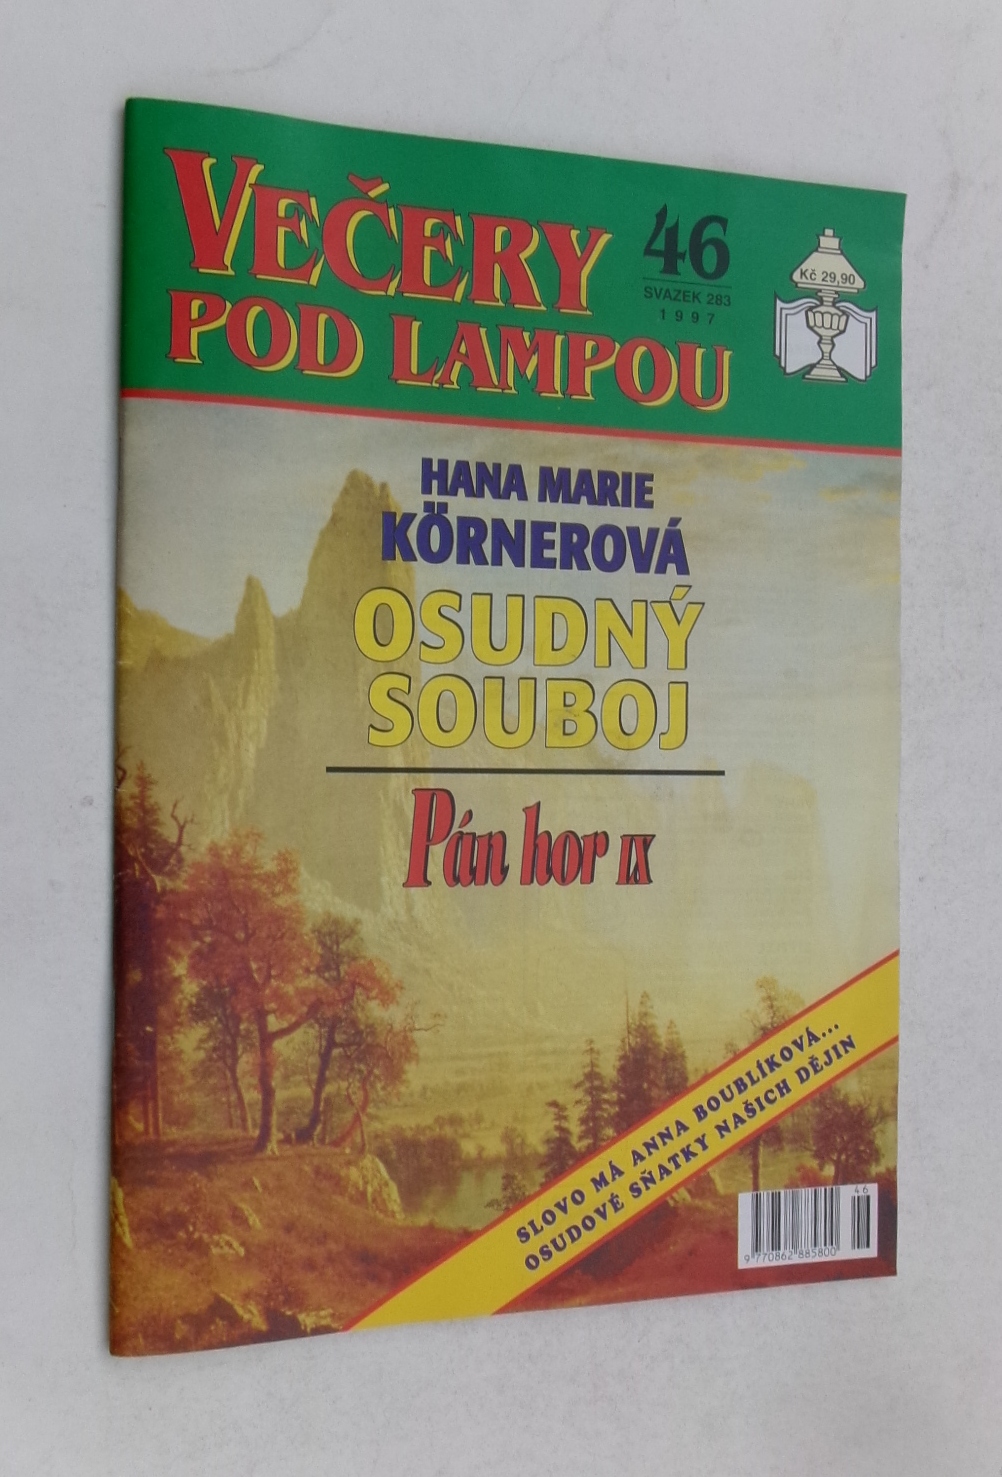 VEČERY
POD LAMPOU
46
SVAZEK 283
1997
Kč 29,90
HANA MARIE
KÖRNEROVÁ
OSUDNÝ
SOUBOJ
Pán hor IX
SLOVO MÁ ANNA BOUBLÍKOVÁ...
OSUDOVÉ SŇATKY NAŠICH DĚJIN
46
9 770862 885800